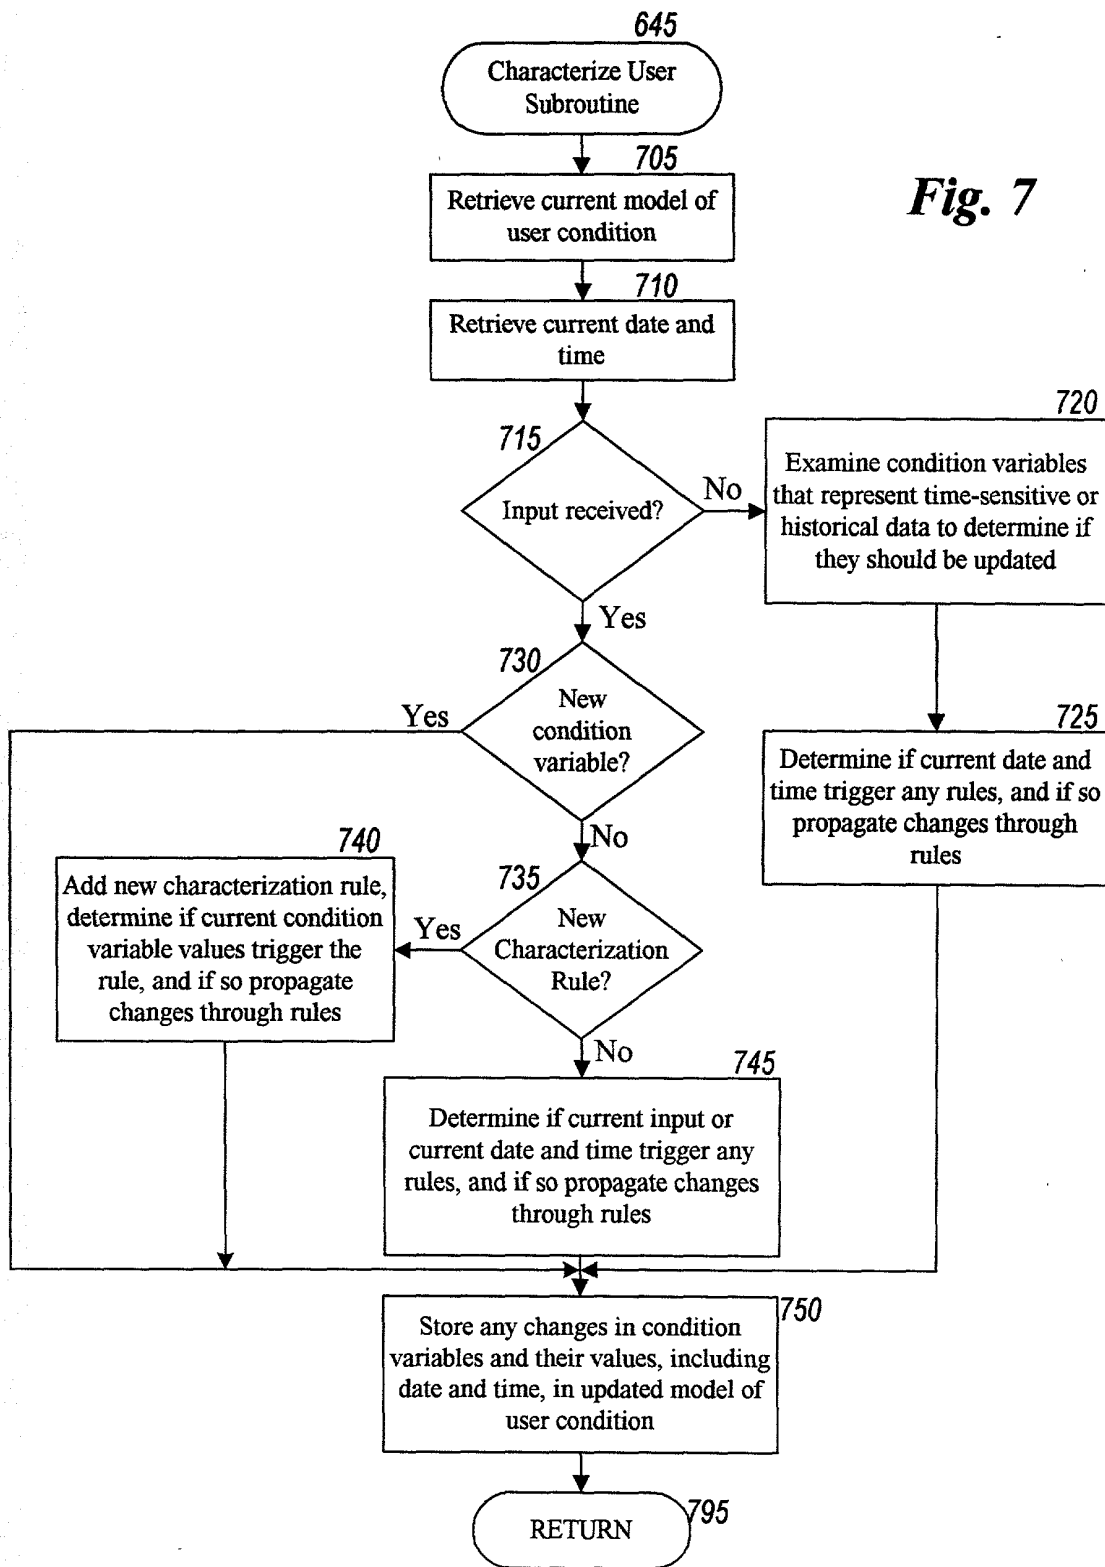 645
Characterize User
Subroutine
705
Retrieve current model of
user condition
Fig. 7
710
Retrieve current date and
time
715
Input received?
No
720
Examine condition variables
that represent time-sensitive or
historical data to determine if
they should be updated
Yes
730
New
condition
variable?
Yes
725
Determine if current date and
time trigger any rules, and if so
propagate changes through
rules
No
740
Add new characterization rule,
determine if current condition
variable values trigger the
rule, and if so propagate
changes through rules
735
Yes
New
Characterization
Rule?
No
745
Determine if current input or
current date and time trigger any
rules, and if so propagate changes
through rules
750
Store any changes in condition
variables and their values, including
date and time, in updated model of
user condition
795
RETURN